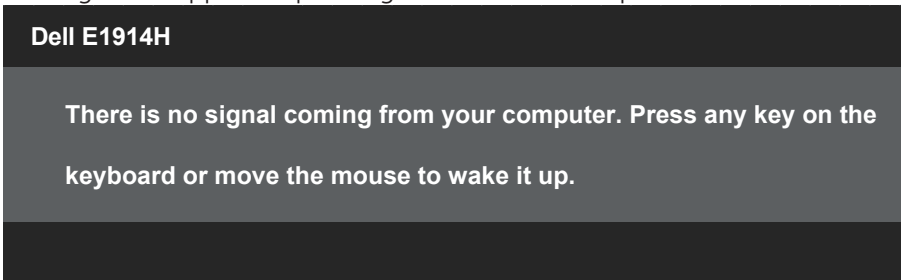 Dell E1914H
There is no signal coming from your computer. Press any key on the
keyboard or move the mouse to wake it up.